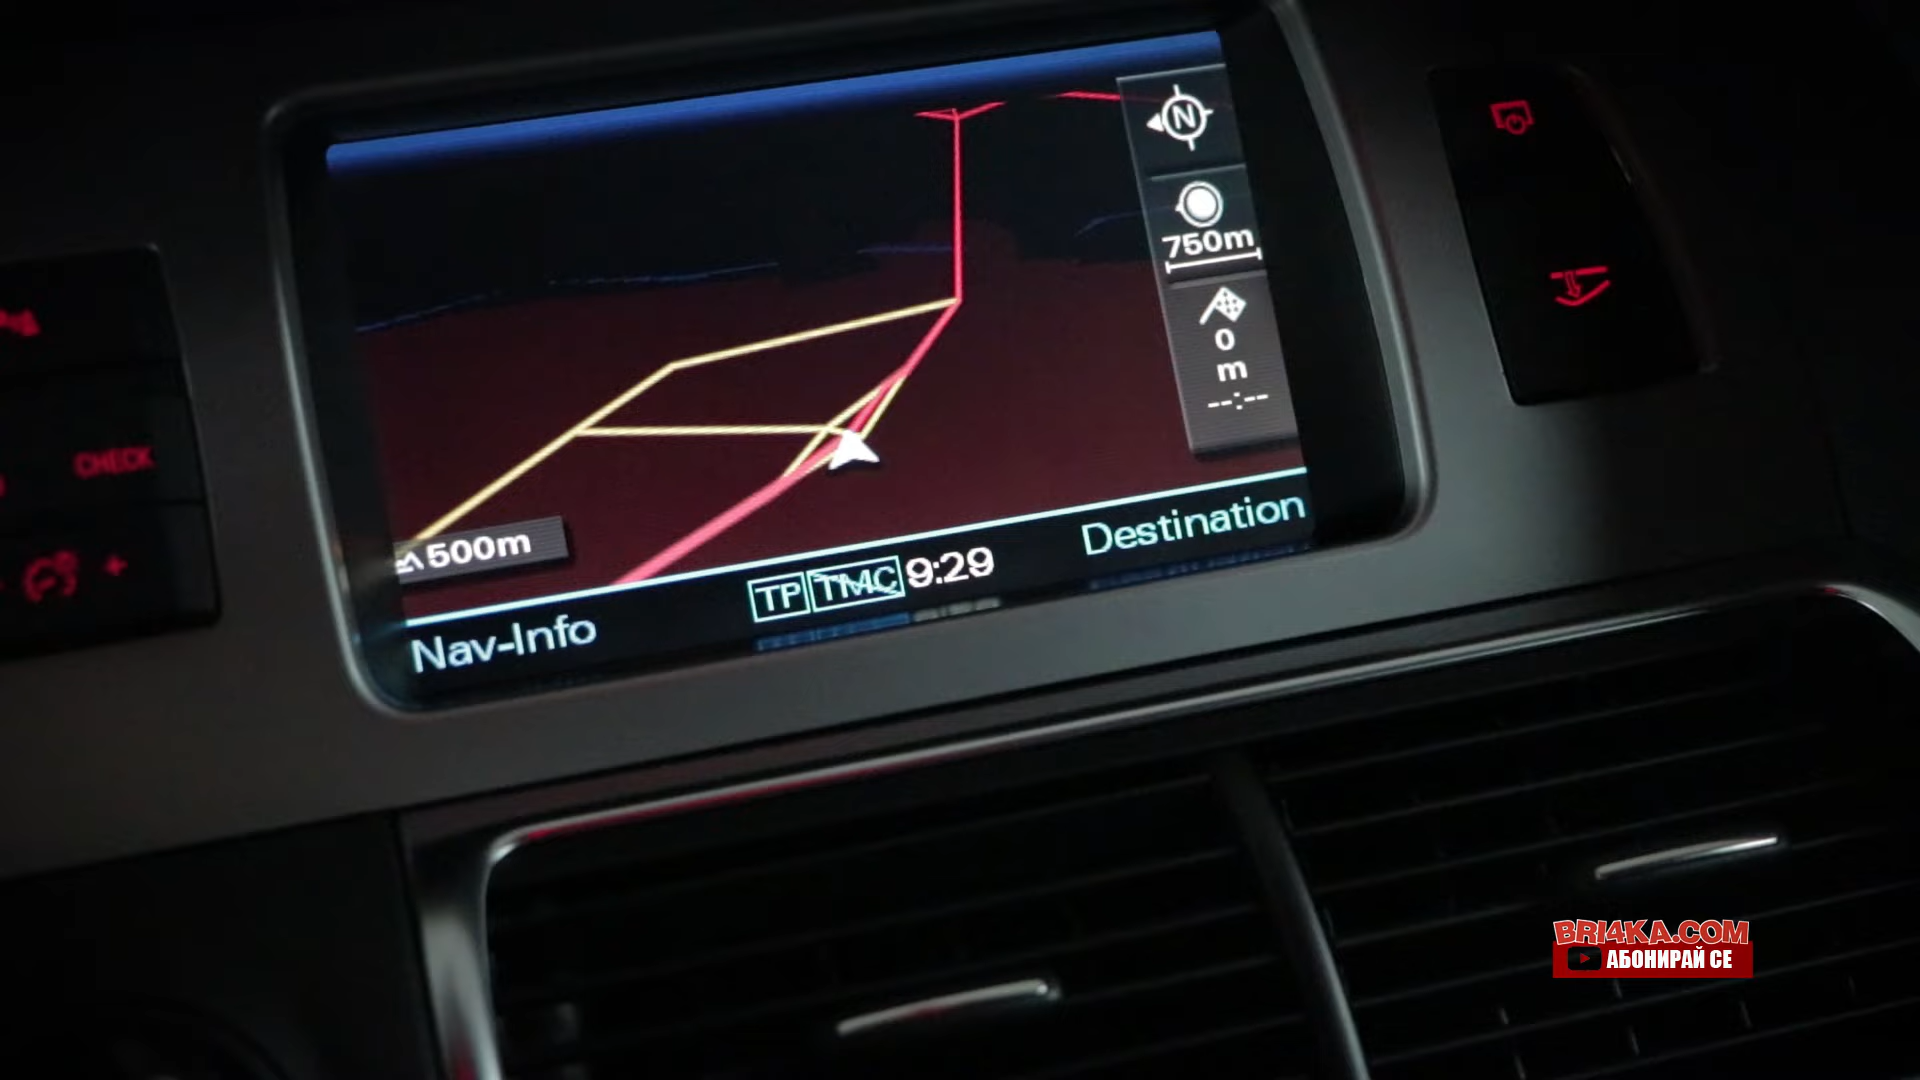 N
750m
0
m
--:--
CHECK
500m
Destination
TP TMC 9:29
Nav-Info
BRI4KA.COM
АБОНИРАЙ СЕ